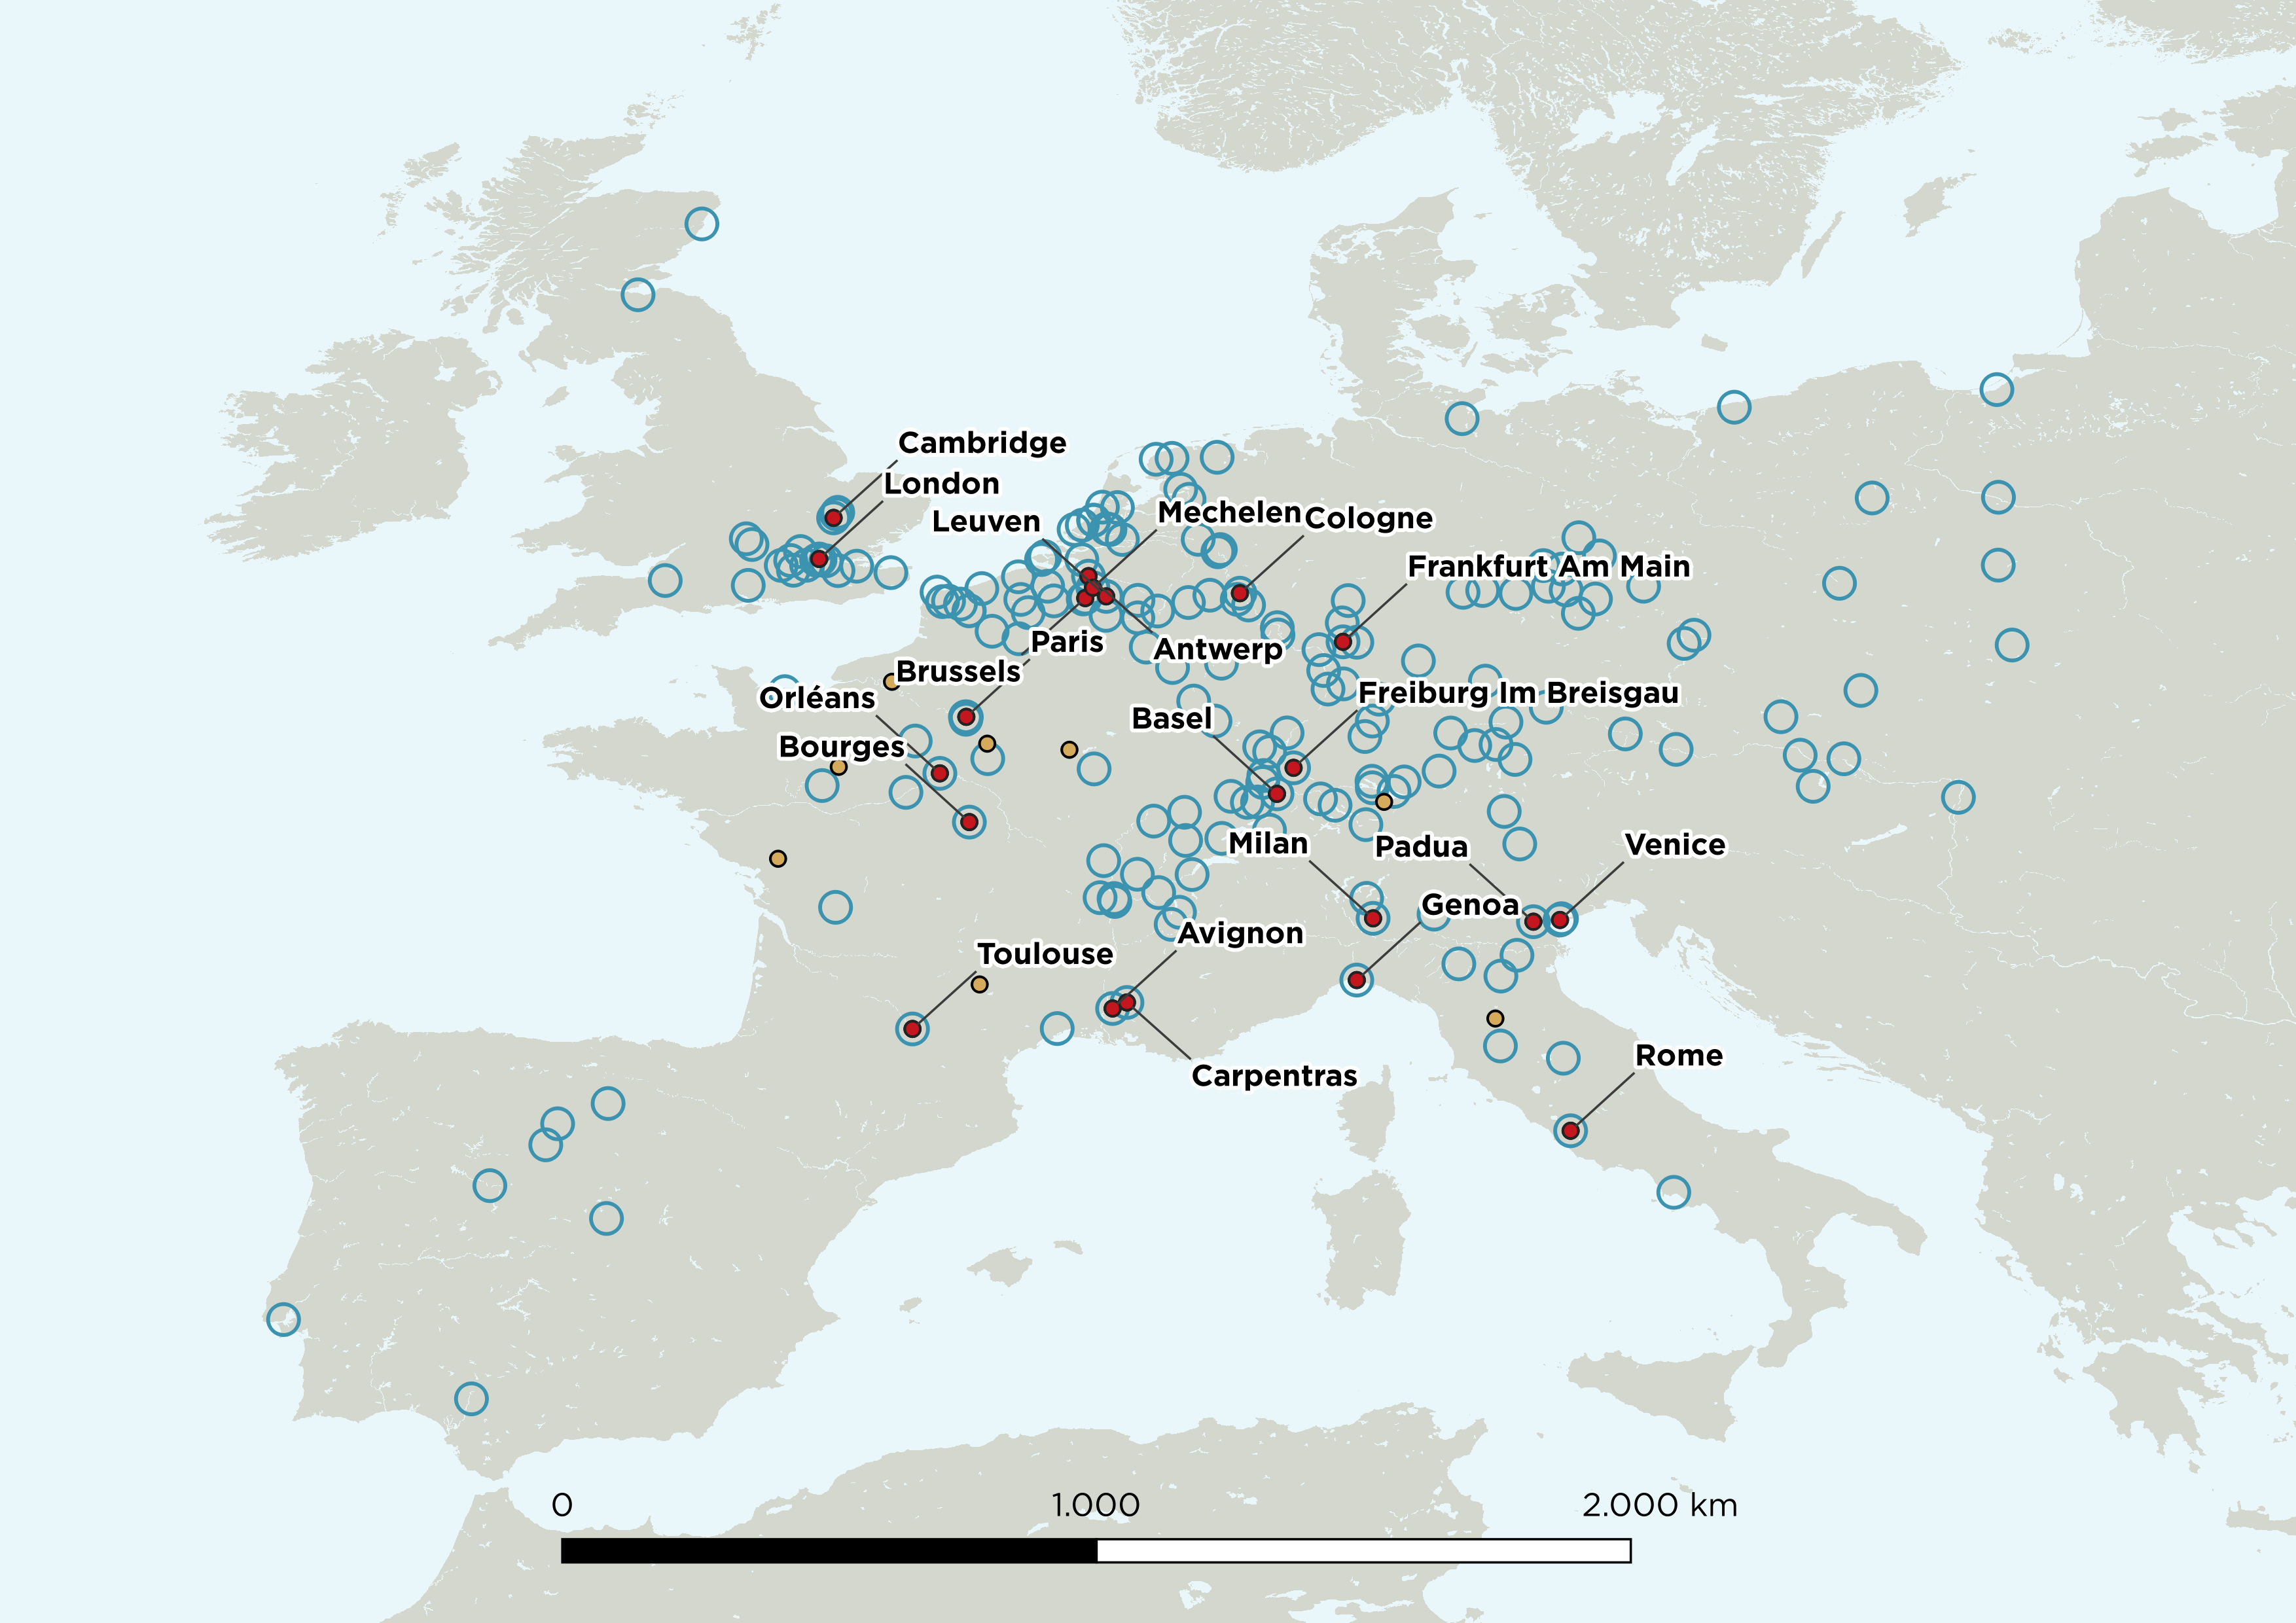 Cambridge
London
Leuven
Mechelen
Cologne
Frankfurt Am Main
Paris
Antwerp
Brussels
Orléans
Freiburg Im Breisgau
Basel
Bourges
Milan
Padua
Venice
Genoa
Avignon
Toulouse
Rome
Carpentras
0 1.000 2.000 km